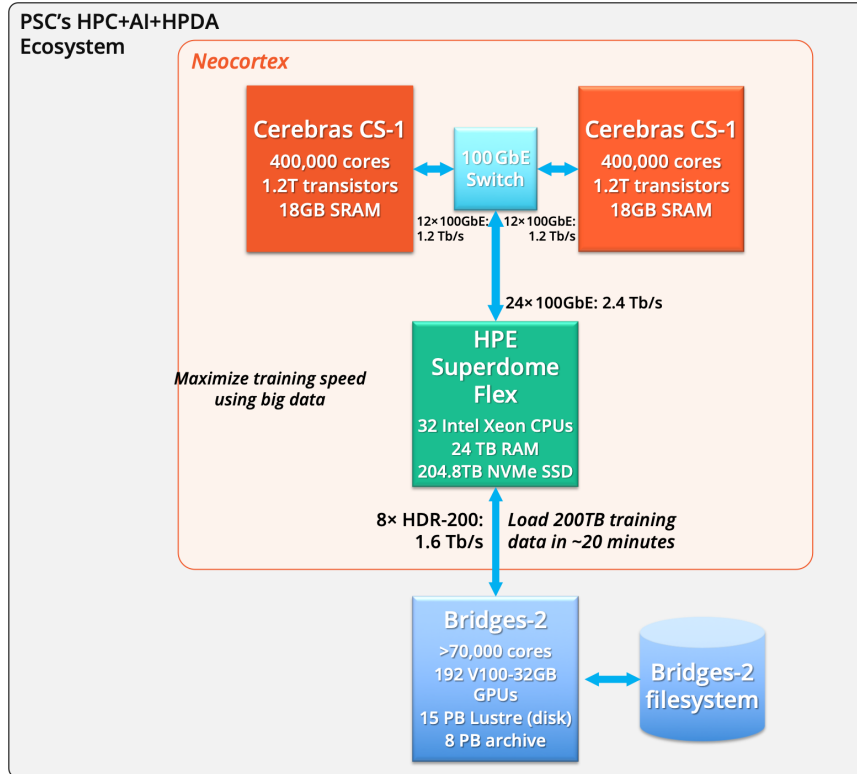 PSC's HPC+AI+HPDA
Ecosystem
Neocortex
Cerebras CS-1
400,000 cores
1.2T transistors
18GB SRAM
100 GbE
Switch
Cerebras CS-1
400,000 cores
1.2T transistors
18GB SRAM
12× 100GbE:
1.2 Tb/s
12× 100GbE:
1.2 Tb/s
24× 100GbE: 2.4 Tb/s
HPE
Superdome
Flex
32 Intel Xeon CPUs
24 TB RAM
204.8TB NVMe SSD
Maximize training speed
using big data
8× HDR-200:
1.6 Tb/s
Load 200TB training
data in ~20 minutes
Bridges-2
>70,000 cores
192 V100-32GB
GPUs
15 PB Lustre (disk)
8 PB archive
Bridges-2
filesystem